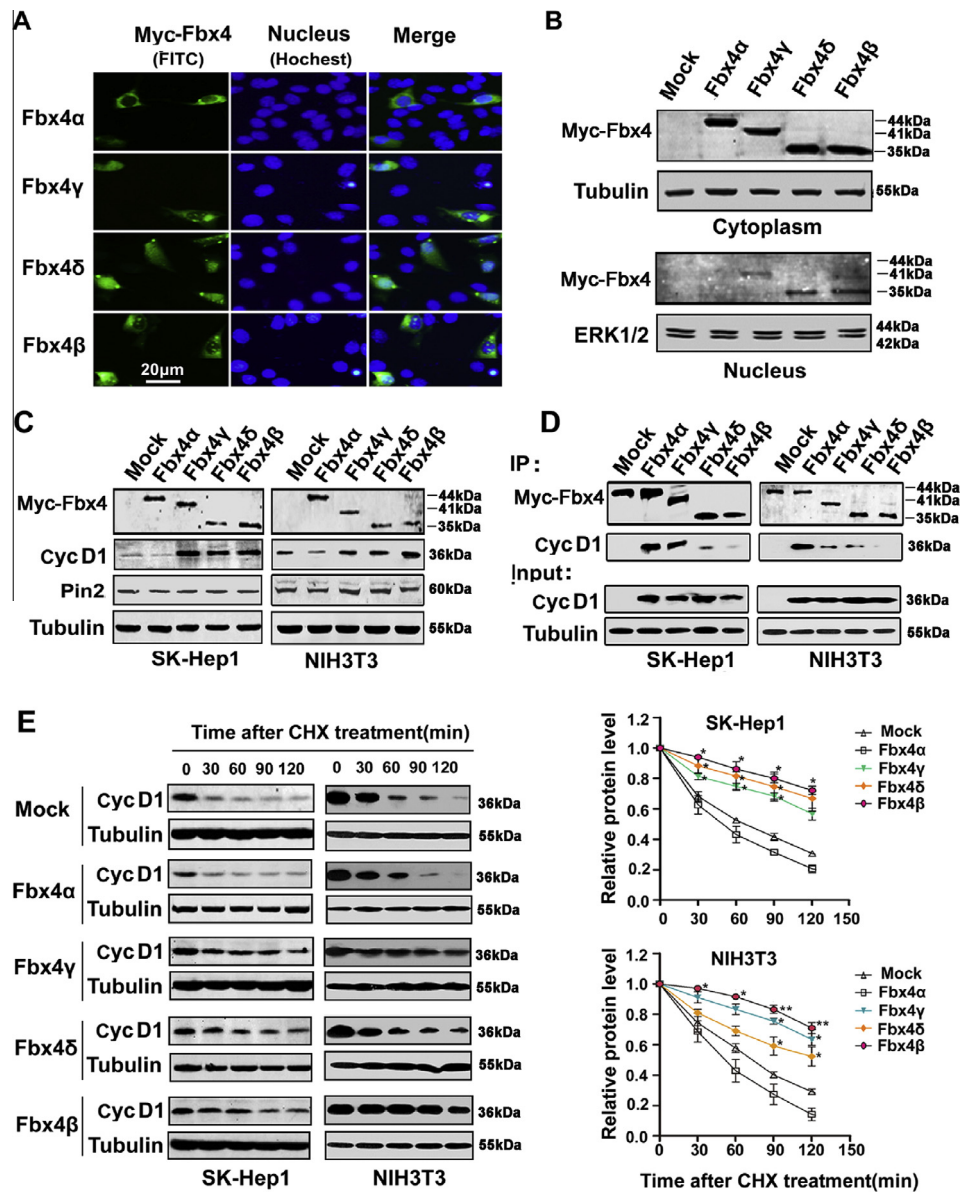 A
Myc-Fbx4 Nucleus Merge
(FITC) (Hochest)
Fbx4α
Fbx4γ
Fbx4δ
Fbx4β
20μm
B
Mock Fbx4α Fbx4γ Fbx4δ Fbx4β
Myc-Fbx4
44kDa
41kDa
35kDa
Tubulin 55kDa
Cytoplasm
Myc-Fbx4
44kDa
41kDa
35kDa
ERK1/2
44kDa
42kDa
Nucleus
C
Mock Fbx4α Fbx4γ Fbx4δ Fbx4β Mock Fbx4α Fbx4γ Fbx4δ Fbx4β
Myc-Fbx4
44kDa
41kDa
35kDa
Cyc D1 36kDa
Pin2 60kDa
Tubulin 55kDa
SK-Hep1 NIH3T3
D
Mock Fbx4α Fbx4γ Fbx4δ Fbx4β Mock Fbx4α Fbx4γ Fbx4δ Fbx4β
IP:
Myc-Fbx4
44kDa
41kDa
35kDa
Cyc D1 36kDa
Input:
Cyc D1 36kDa
Tubulin 55kDa
SK-Hep1 NIH3T3
E
Time after CHX treatment(min)
0 30 60 90 120 0 30 60 90 120
Mock
Cyc D1 36kDa
Tubulin 55kDa
Fbx4α
Cyc D1 36kDa
Tubulin 55kDa
Fbx4γ
Cyc D1 36kDa
Tubulin 55kDa
Fbx4δ
Cyc D1 36kDa
Tubulin 55kDa
Fbx4β
Cyc D1 36kDa
Tubulin 55kDa
SK-Hep1 NIH3T3
SK-Hep1
Relative protein level
1.2
1.0
0.8
0.6
0.4
0.2
0.0
0 30 60 90 120 150
* * * *
* * *
* * *
Mock
Fbx4α
Fbx4γ
Fbx4δ
Fbx4β
NIH3T3
Relative protein level
1.2
1.0
0.8
0.6
0.4
0.2
0.0
0 30 60 90 120 150
* * ** **
* *
* *
Mock
Fbx4α
Fbx4γ
Fbx4δ
Fbx4β
Time after CHX treatment(min)